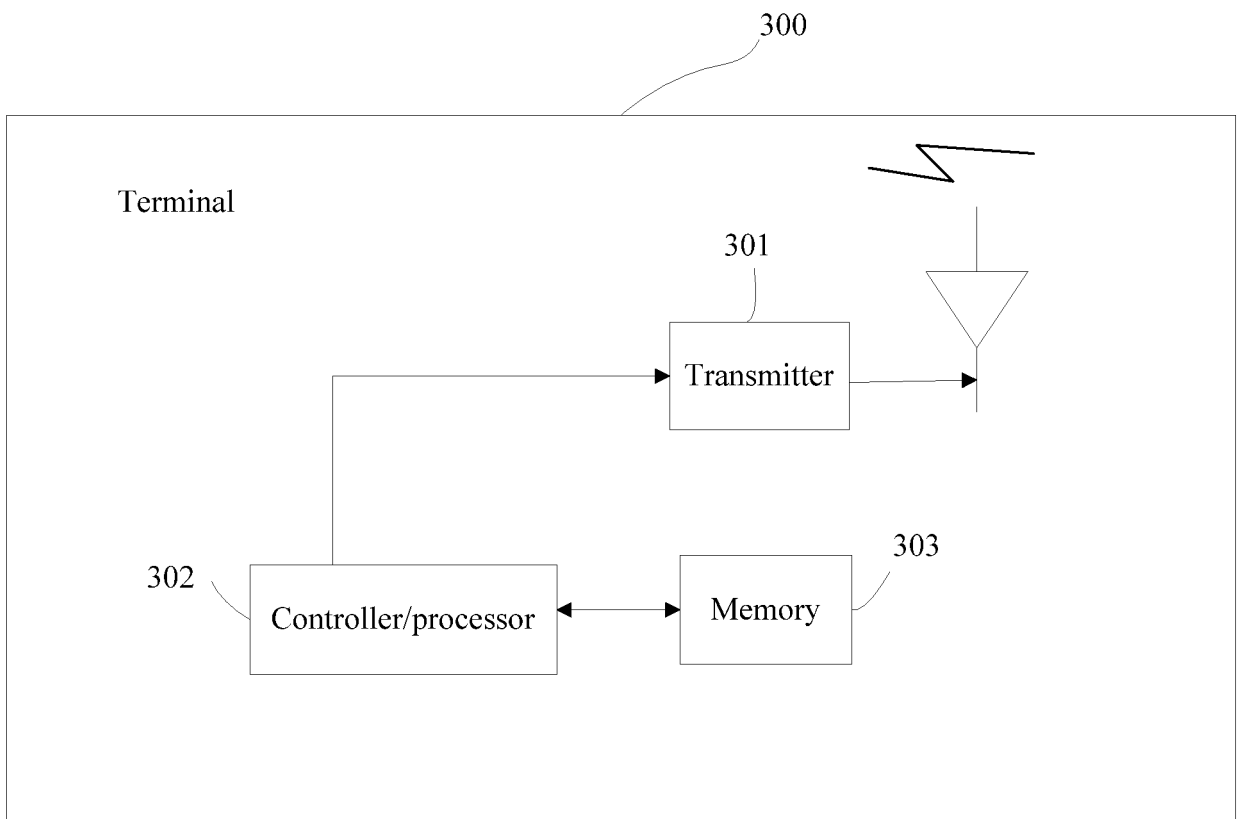 300
Terminal
301
Transmitter
302
Controller/processor
Memory
303